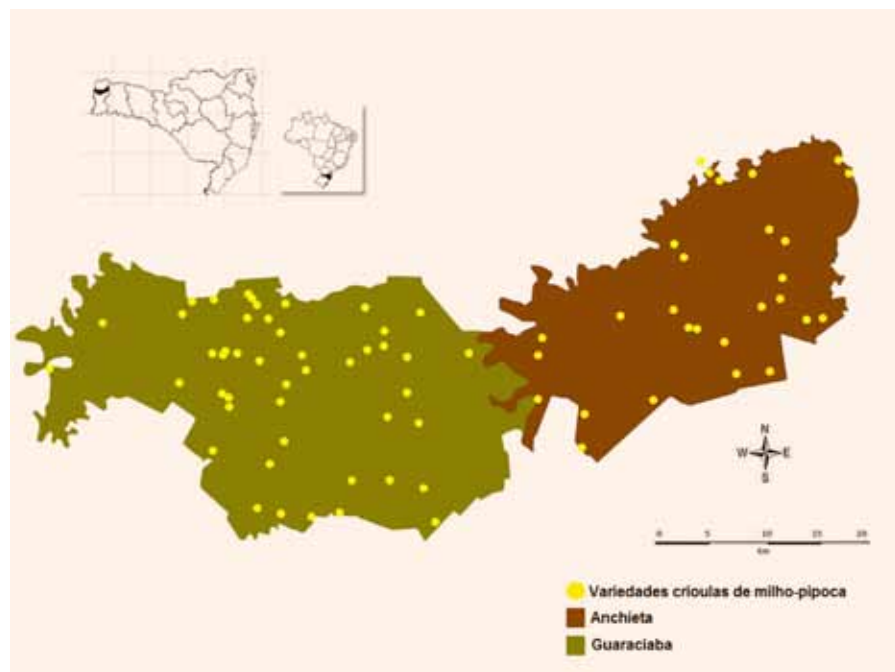 N
W E
S
0 5 10 15 20
Km
Variedades crioulas de milho-pipoca
Anchieta
Guaraciaba